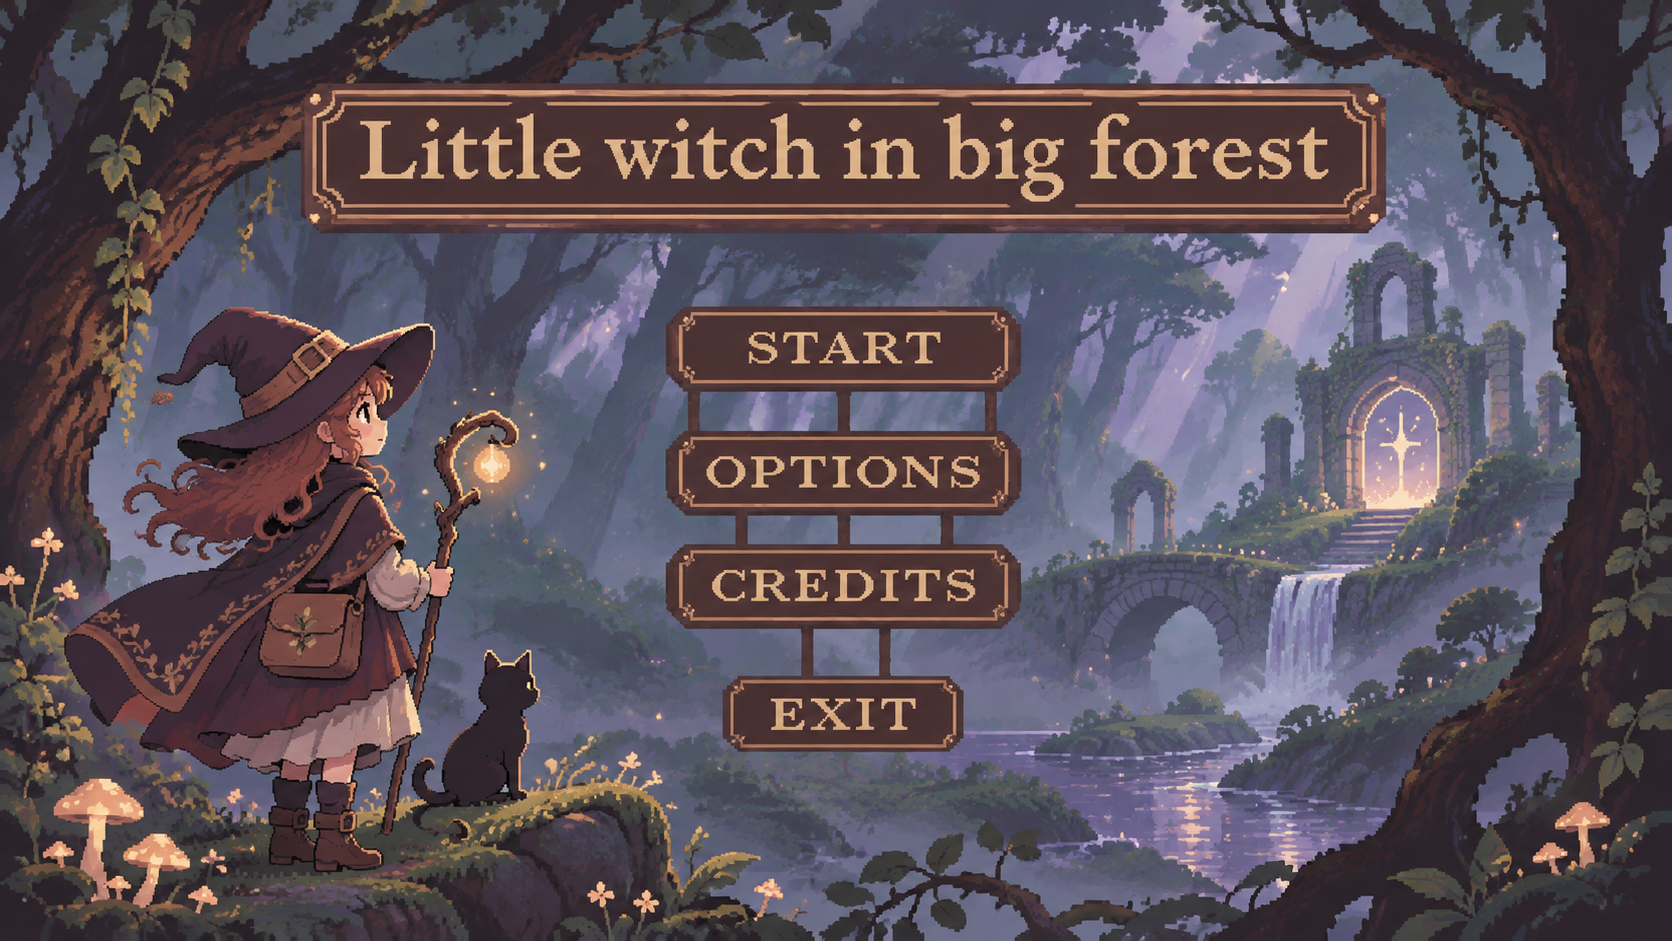 Little witch in big forest
START
OPTIONS
CREDITS
EXIT